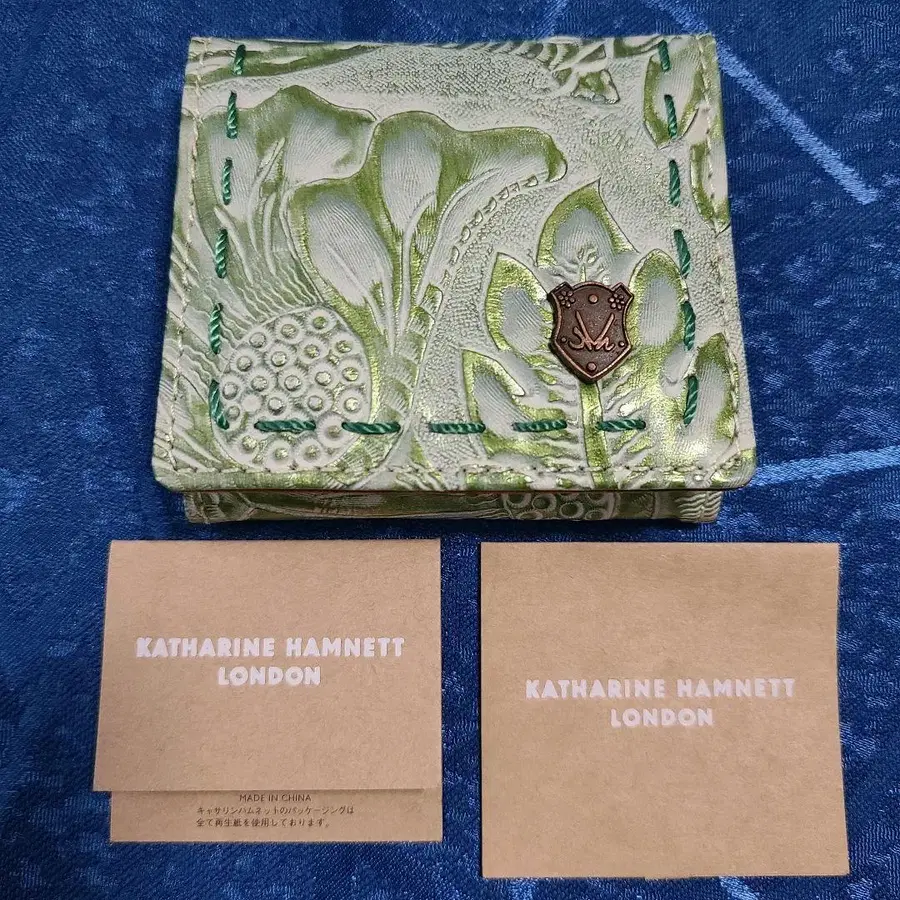 KATHARINE HAMNETT
LONDON
MADE IN CHINA
キャサリンハムネットのパッケージングは
全て再生紙を使用しております。
KATHARINE HAMNETT
LONDON